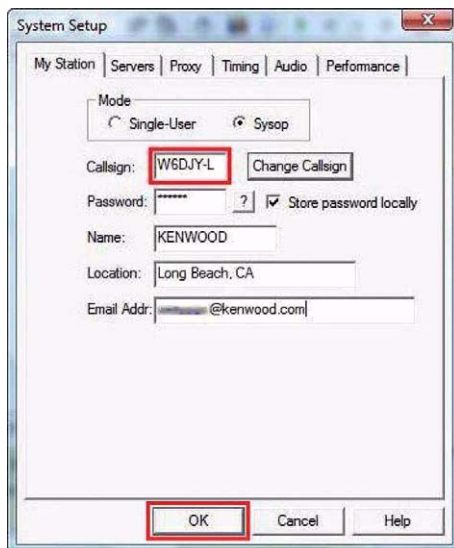 System Setup
My Station Servers Proxy Timing Audio Performance
Mode
Single-User Sysop
Callsign: W6DJY-L Change Callsign
Password: ****** ? Store password locally
Name: KENWOOD
Location: Long Beach, CA
Email Addr: @kenwood.com
OK Cancel Help